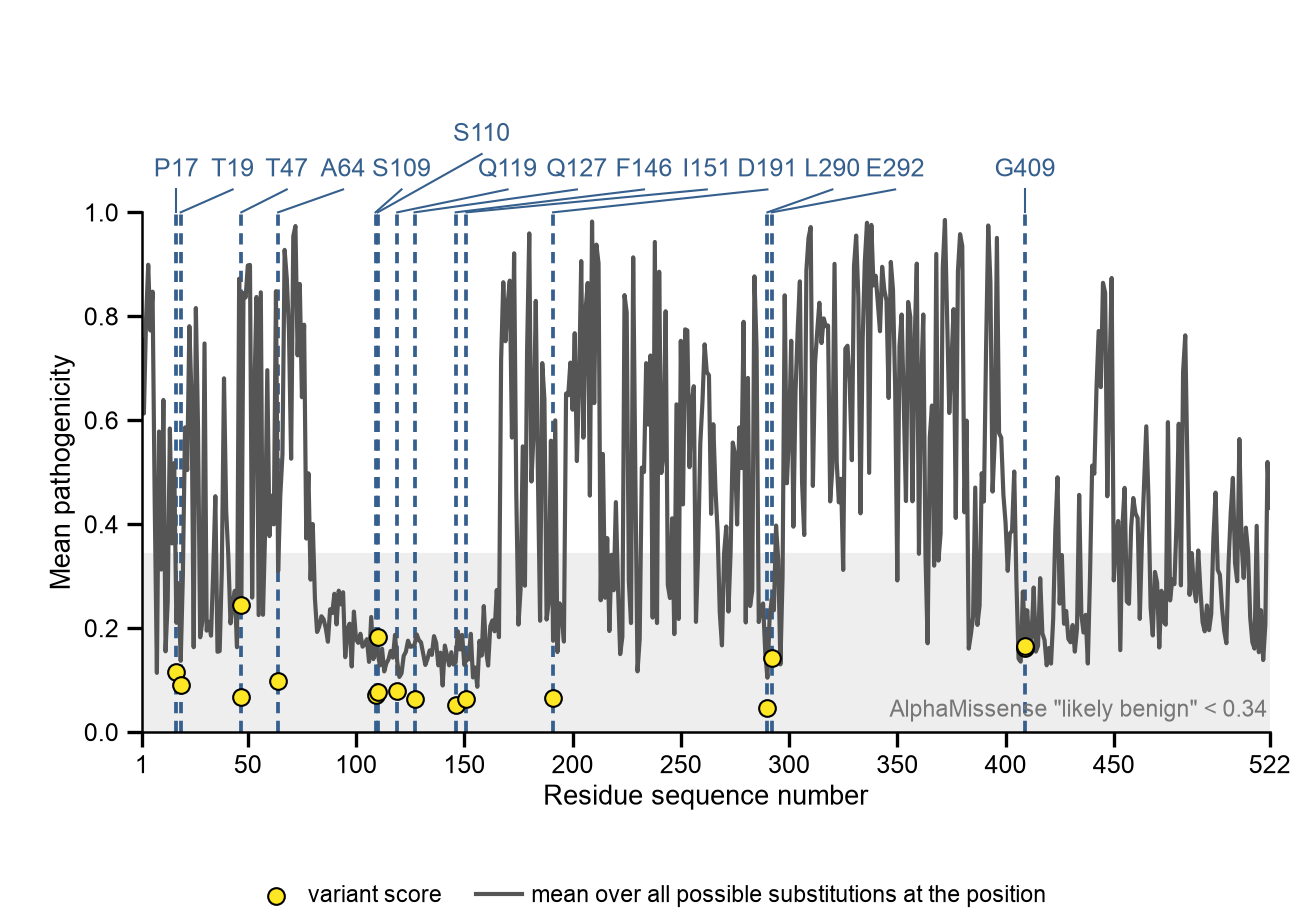 S110
P17 T19 T47 A64 S109 Q119 Q127 F146 I151 D191 L290 E292 G409
1.0
0.8
0.6
0.4
0.2
0.0
Mean pathogenicity
AlphaMissense "likely benign" < 0.34
1 50 100 150 200 250 300 350 400 450 522
Residue sequence number
variant score mean over all possible substitutions at the position